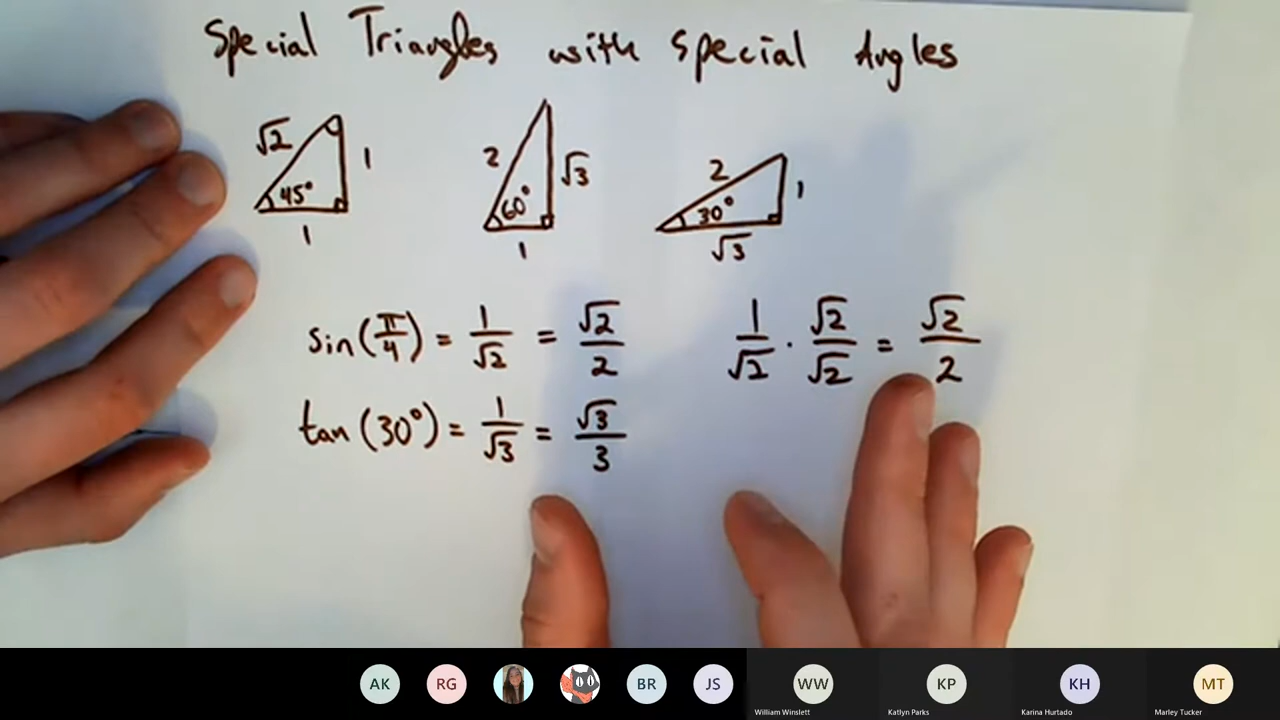 Special Triangles with Special Angles
√2 1 45° 1
2 √3 60° 1
2 1 30° √3
sin(π/4) = 1/√2 = √2/2
1/√2 · √2/√2 = √2/2
tan(30°) = 1/√3 = √3/3
AK RG BR JS WW KP KH MT
William Winslett Katlyn Parks Karina Hurtado Marley Tucker